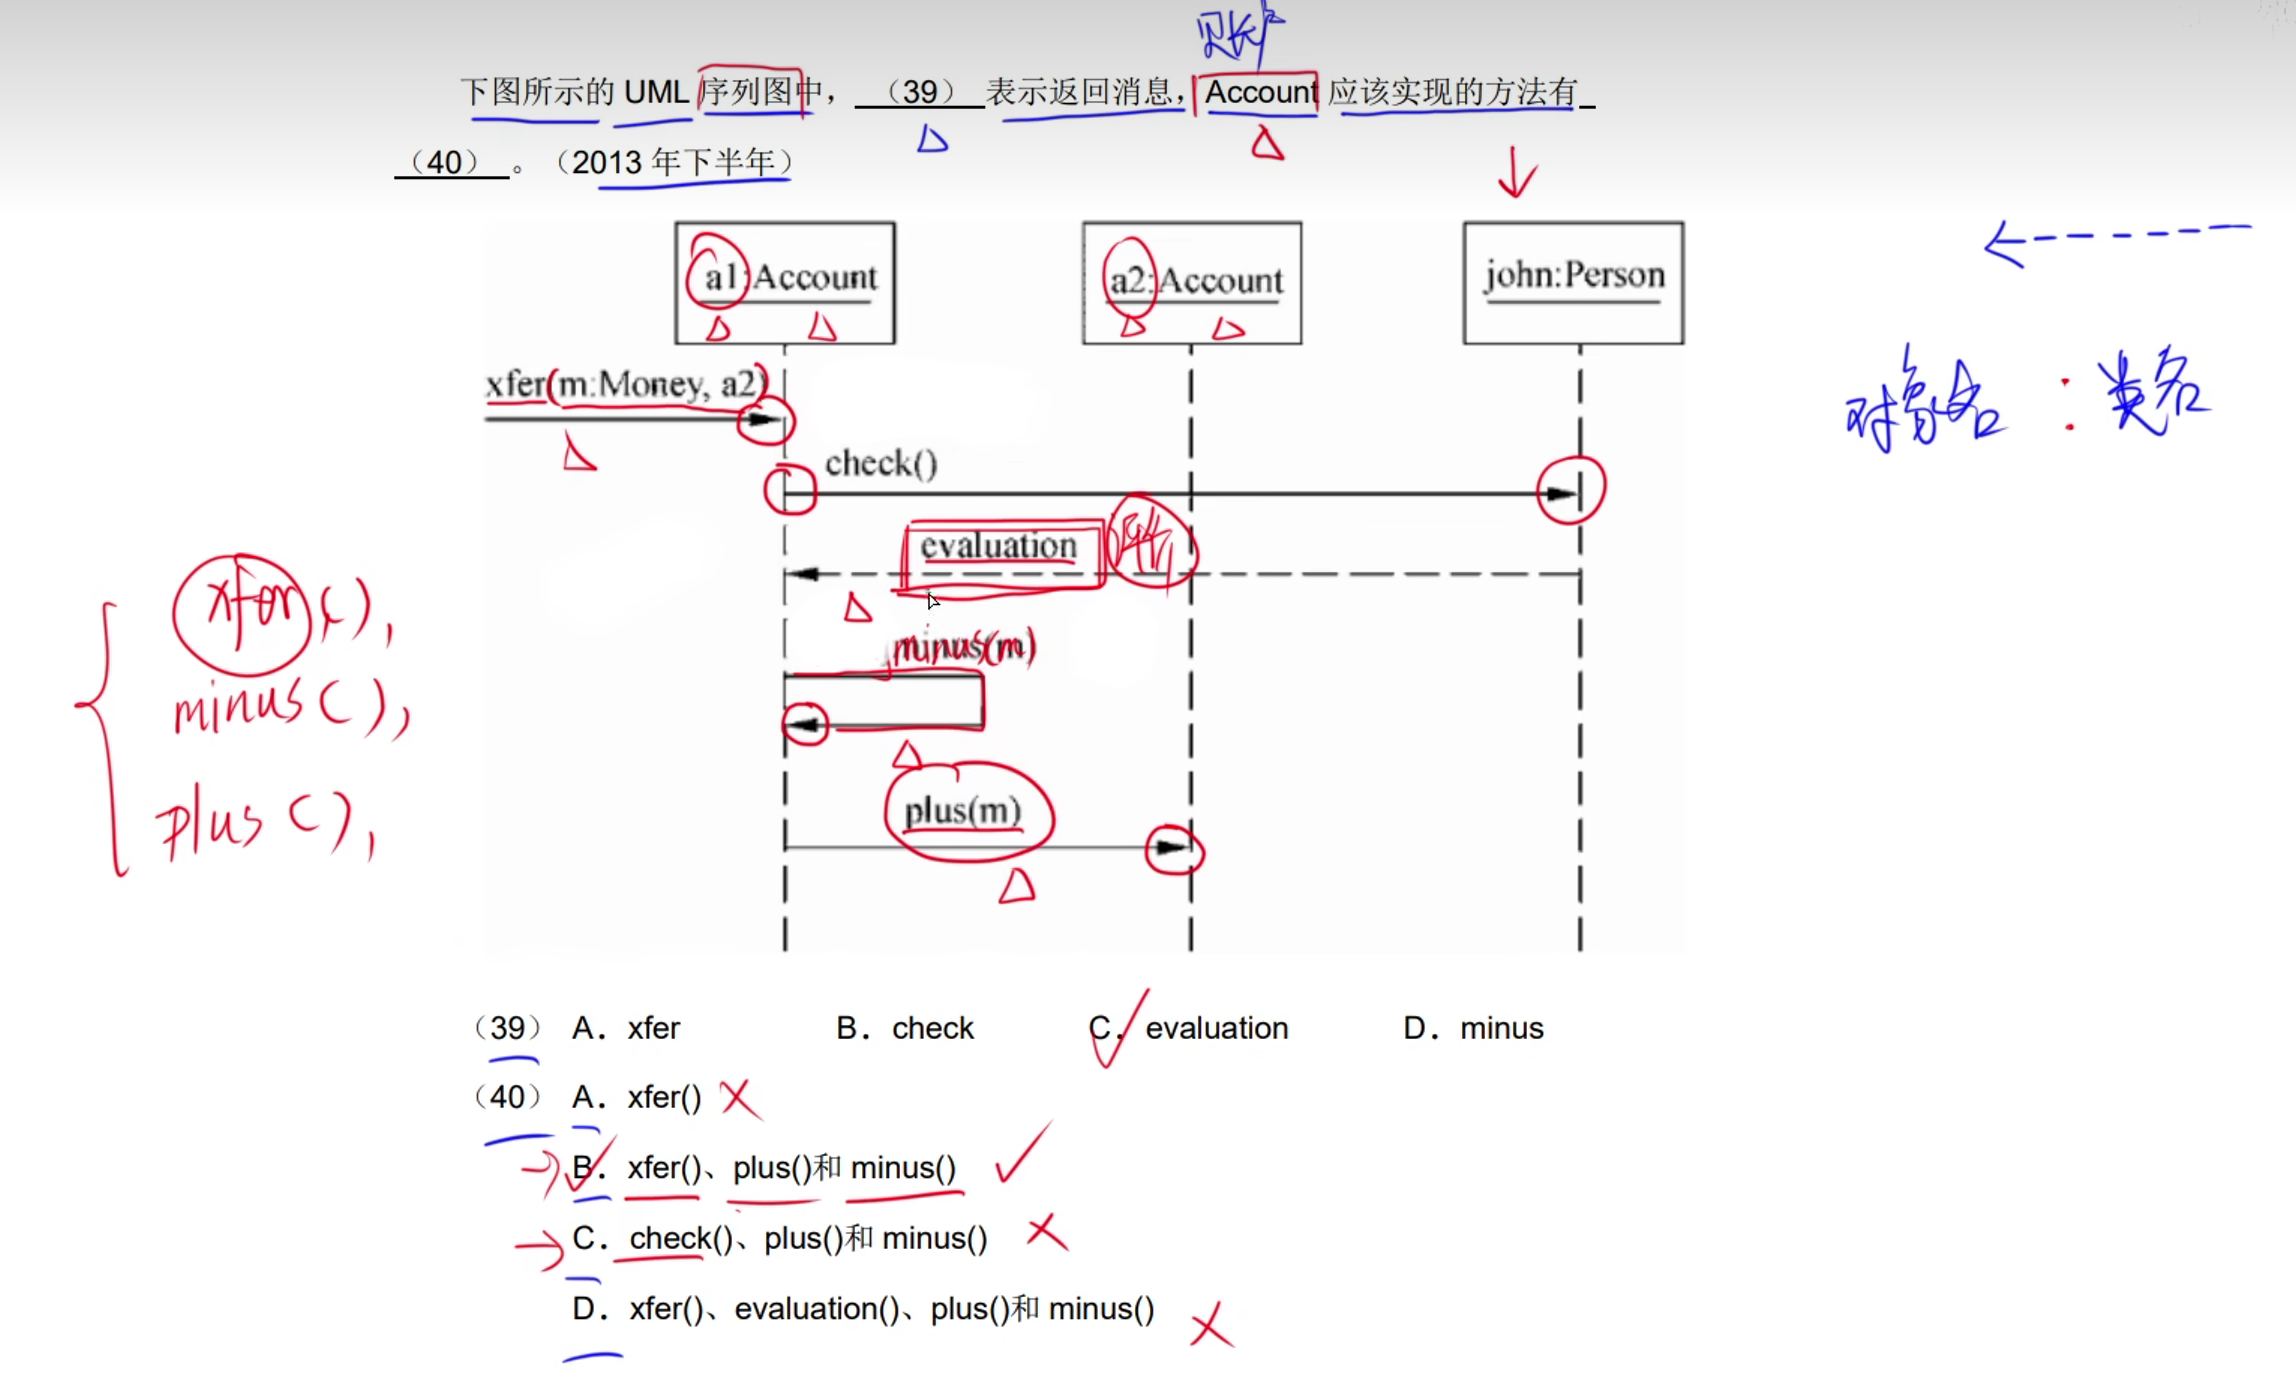 账户
下图所示的 UML 序列图中，（39）表示返回消息，Account 应该实现的方法有
（40）。（2013 年下半年）
a1:Account
a2:Account
john:Person
xfer(m:Money, a2)
对象名 : 类名
check()
evaluation
xfer(),
minus(m)
minus(),
plus(m)
plus(),
（39） A．xfer B．check C．evaluation D．minus
（40） A．xfer()
B．xfer()、plus()和 minus()
C．check()、plus()和 minus()
D．xfer()、evaluation()、plus()和 minus()